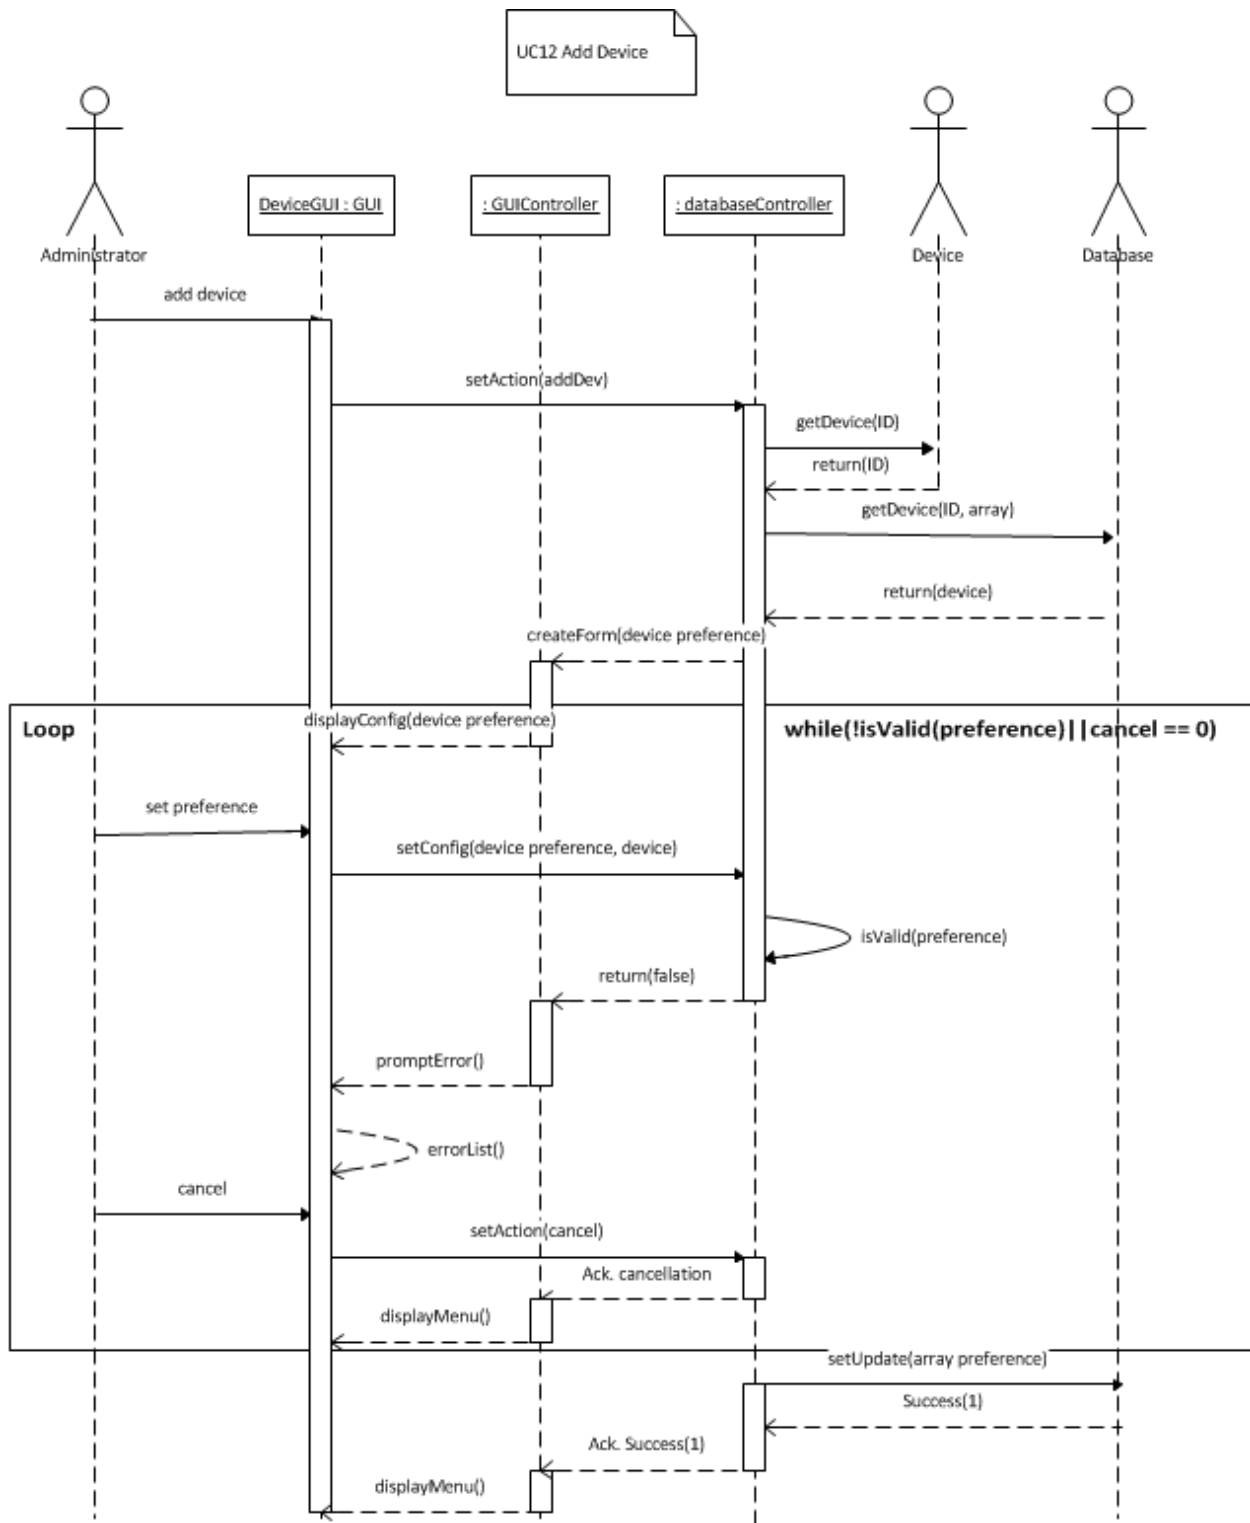 UC12 Add Device
DeviceGUI : GUI
: GUIController
: databaseController
Administrator
Device
Database
add device
setAction(addDev)
getDevice(ID)
return(ID)
getDevice(ID, array)
return(device)
createForm(device preference)
Loop
displayConfig(device preference)
while(!isValid(preference)||cancel == 0)
set preference
setConfig(device preference, device)
isValid(preference)
return(false)
promptError()
errorList()
cancel
setAction(cancel)
Ack. cancellation
displayMenu()
setUpdate(array preference)
Success(1)
Ack. Success(1)
displayMenu()